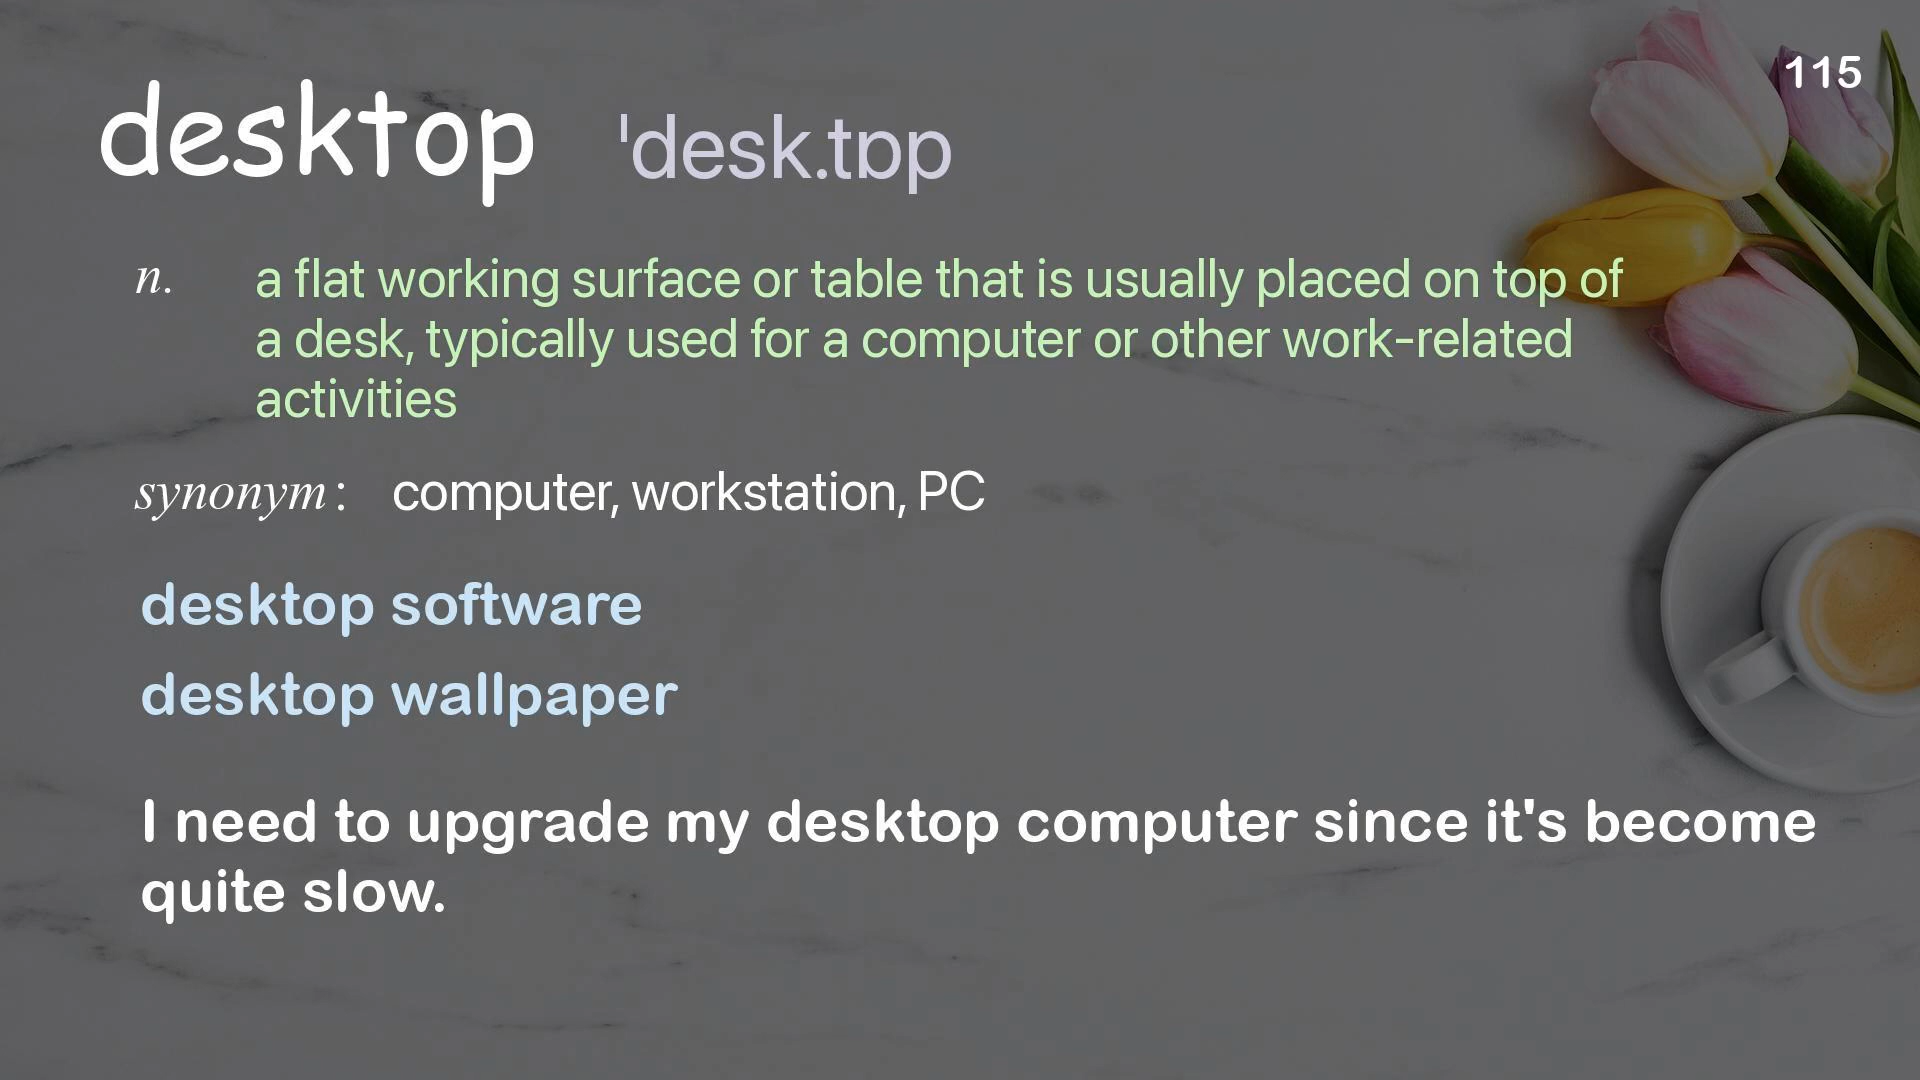 115
desktop ˈdesk.tɒp
n. a flat working surface or table that is usually placed on top of
a desk, typically used for a computer or other work-related
activities
synonym: computer, workstation, PC
desktop software
desktop wallpaper
I need to upgrade my desktop computer since it's become
quite slow.